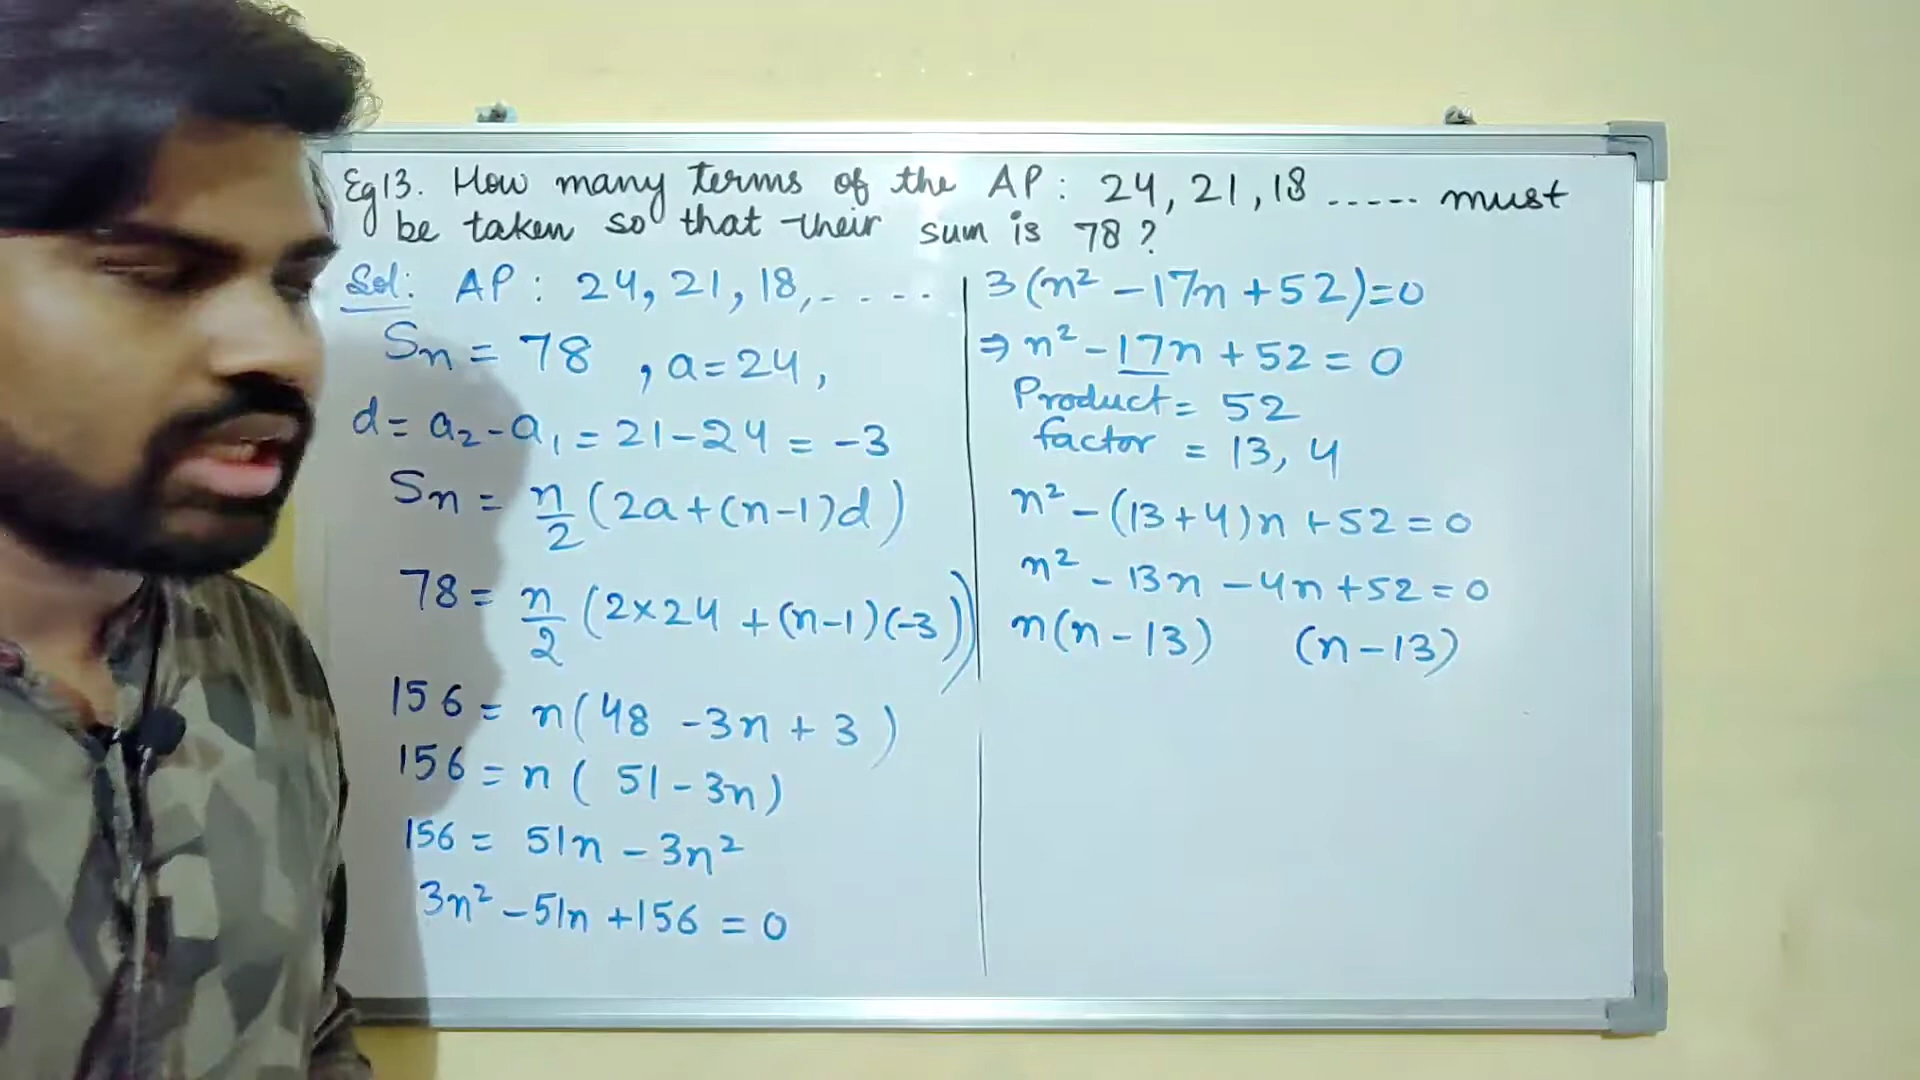 Eg13. How many terms of the AP: 24, 21, 18 ..... must
be taken so that their sum is 78?
Sol: AP: 24, 21, 18, - - - -
Sn = 78 , a = 24,
d = a₂ - a₁ = 21 - 24 = -3
Sn = n/2 (2a + (n-1)d)
78 = n/2 (2×24 + (n-1)(-3))
156 = n(48 - 3n + 3)
156 = n(51 - 3n)
156 = 51n - 3n²
3n² - 51n + 156 = 0
3(n² - 17n + 52) = 0
⇒ n² - 17n + 52 = 0
Product = 52
factor = 13, 4
n² - (13+4)n + 52 = 0
n² - 13n - 4n + 52 = 0
n(n - 13) (n - 13)